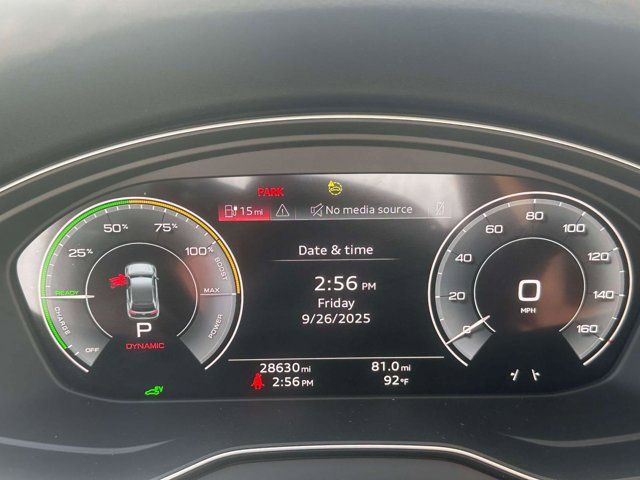 PARK
15 mi
No media source
25%
50%
75%
100%
BOOST
READY
MAX
CHARGE
POWER
OFF
P
DYNAMIC
EV
Date & time
2:56 PM
Friday
9/26/2025
28630 mi
81.0 mi
2:56 PM
92°F
0
20
40
60
80
100
120
140
160
0
MPH